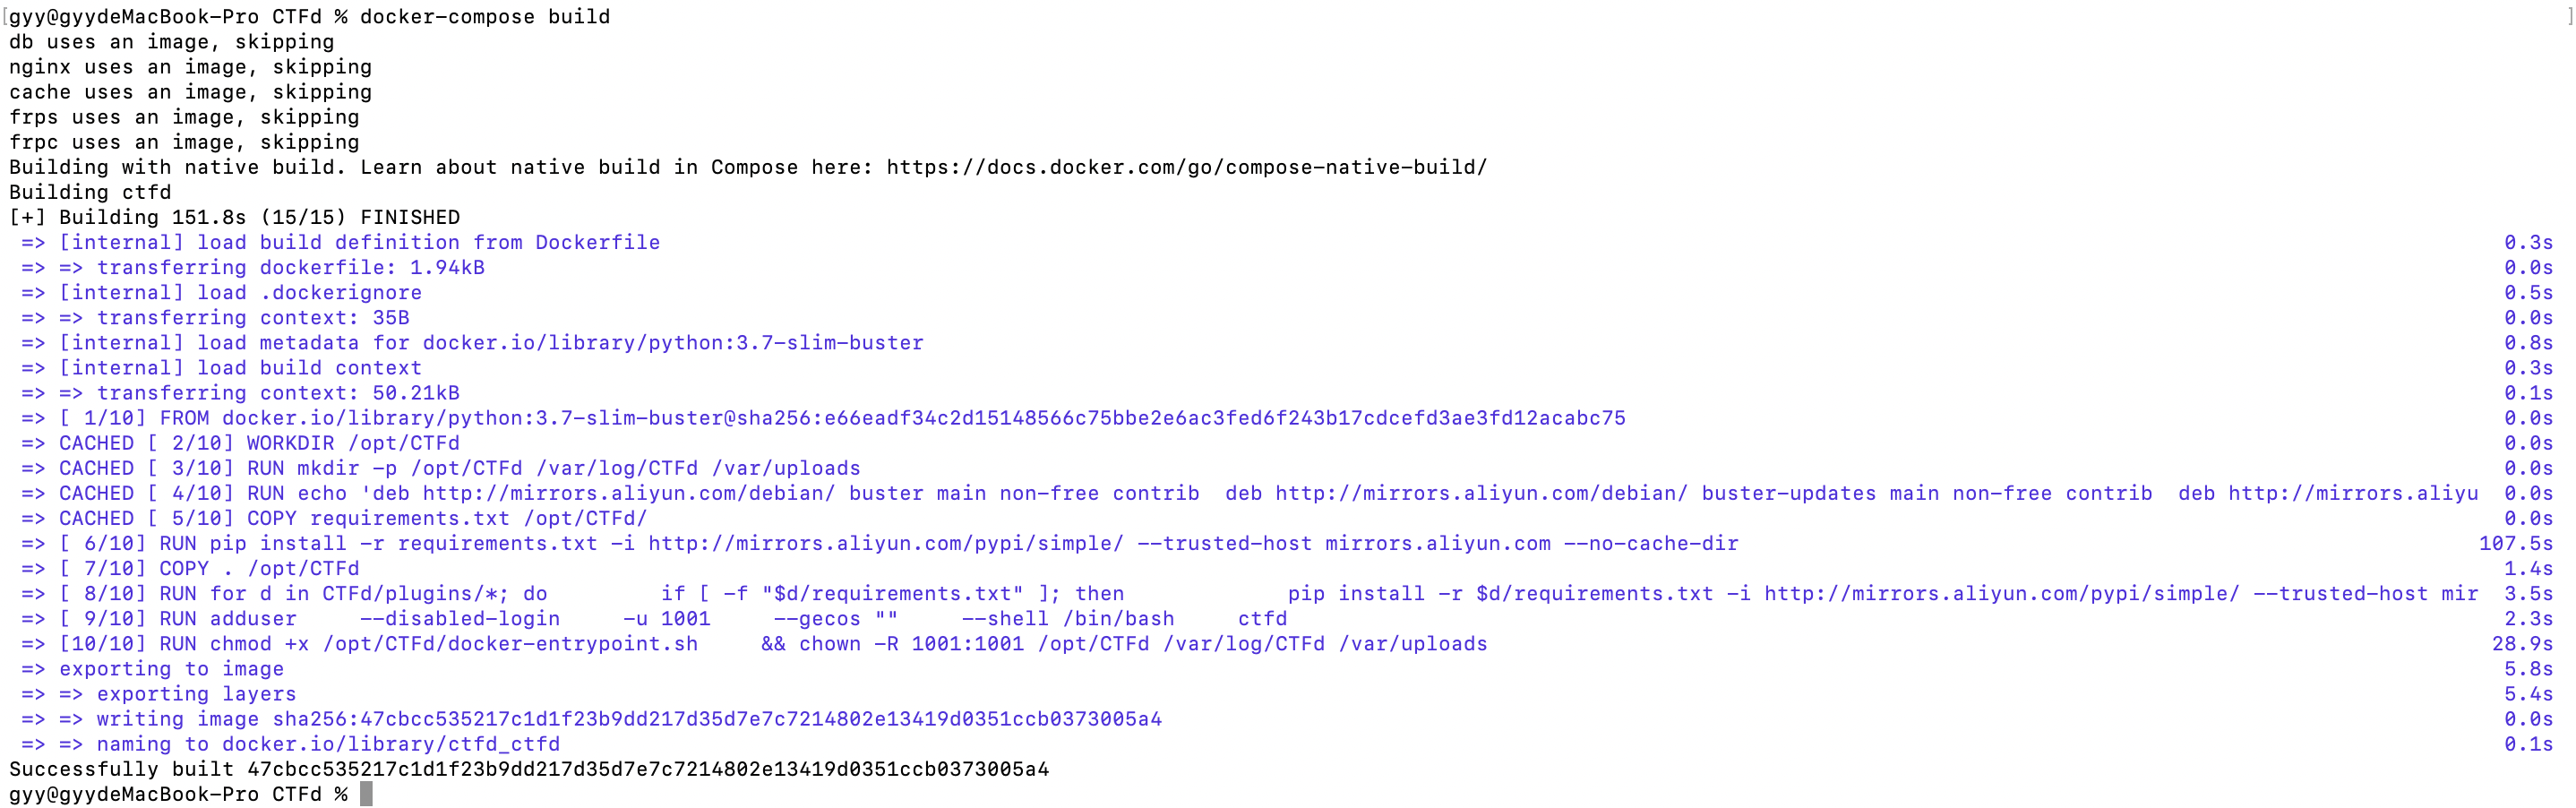 [gyy@gyydeMacBook-Pro CTFd % docker-compose build ]
db uses an image, skipping
nginx uses an image, skipping
cache uses an image, skipping
frps uses an image, skipping
frpc uses an image, skipping
Building with native build. Learn about native build in Compose here: https://docs.docker.com/go/compose-native-build/
Building ctfd
[+] Building 151.8s (15/15) FINISHED
=> [internal] load build definition from Dockerfile 0.3s
=> => transferring dockerfile: 1.94kB 0.0s
=> [internal] load .dockerignore 0.5s
=> => transferring context: 35B 0.0s
=> [internal] load metadata for docker.io/library/python:3.7-slim-buster 0.8s
=> [internal] load build context 0.3s
=> => transferring context: 50.21kB 0.1s
=> [ 1/10] FROM docker.io/library/python:3.7-slim-buster@sha256:e66eadf34c2d15148566c75bbe2e6ac3fed6f243b17cdcefd3ae3fd12acabc75 0.0s
=> CACHED [ 2/10] WORKDIR /opt/CTFd 0.0s
=> CACHED [ 3/10] RUN mkdir -p /opt/CTFd /var/log/CTFd /var/uploads 0.0s
=> CACHED [ 4/10] RUN echo 'deb http://mirrors.aliyun.com/debian/ buster main non-free contrib  deb http://mirrors.aliyun.com/debian/ buster-updates main non-free contrib  deb http://mirrors.aliyu 0.0s
=> CACHED [ 5/10] COPY requirements.txt /opt/CTFd/ 0.0s
=> [ 6/10] RUN pip install -r requirements.txt -i http://mirrors.aliyun.com/pypi/simple/ --trusted-host mirrors.aliyun.com --no-cache-dir 107.5s
=> [ 7/10] COPY . /opt/CTFd 1.4s
=> [ 8/10] RUN for d in CTFd/plugins/*; do         if [ -f "$d/requirements.txt" ]; then             pip install -r $d/requirements.txt -i http://mirrors.aliyun.com/pypi/simple/ --trusted-host mir 3.5s
=> [ 9/10] RUN adduser     --disabled-login     -u 1001     --gecos ""     --shell /bin/bash     ctfd 2.3s
=> [10/10] RUN chmod +x /opt/CTFd/docker-entrypoint.sh     && chown -R 1001:1001 /opt/CTFd /var/log/CTFd /var/uploads 28.9s
=> exporting to image 5.8s
=> => exporting layers 5.4s
=> => writing image sha256:47cbcc535217c1d1f23b9dd217d35d7e7c7214802e13419d0351ccb0373005a4 0.0s
=> => naming to docker.io/library/ctfd_ctfd 0.1s
Successfully built 47cbcc535217c1d1f23b9dd217d35d7e7c7214802e13419d0351ccb0373005a4
gyy@gyydeMacBook-Pro CTFd %